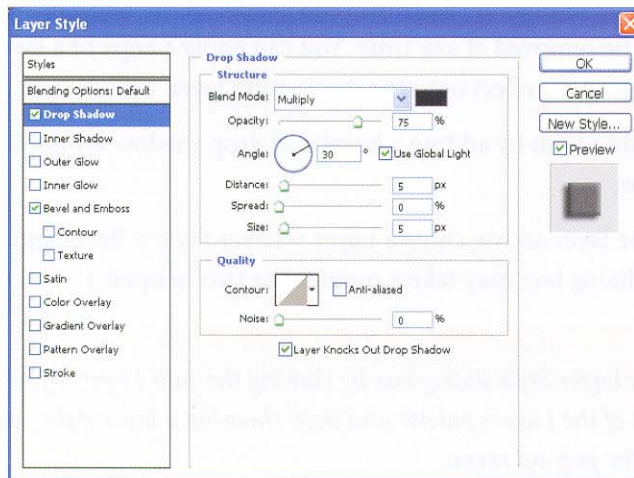 Layer Style
Styles
Blending Options: Default
Drop Shadow
Inner Shadow
Outer Glow
Inner Glow
Bevel and Emboss
Contour
Texture
Satin
Color Overlay
Gradient Overlay
Pattern Overlay
Stroke
Drop Shadow
Structure
Blend Mode: Multiply
Opacity: 75 %
Angle: 30 ° Use Global Light
Distance: 5 px
Spread: 0 %
Size: 5 px
Quality
Contour: Anti-aliased
Noise: 0 %
Layer Knocks Out Drop Shadow
OK
Cancel
New Style...
Preview